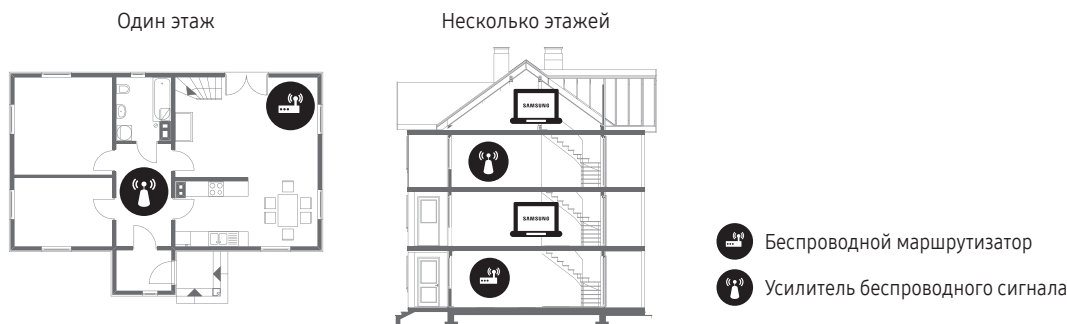 Один этаж
Несколько этажей
SAMSUNG
SAMSUNG
Беспроводной маршрутизатор
Усилитель беспроводного сигнала